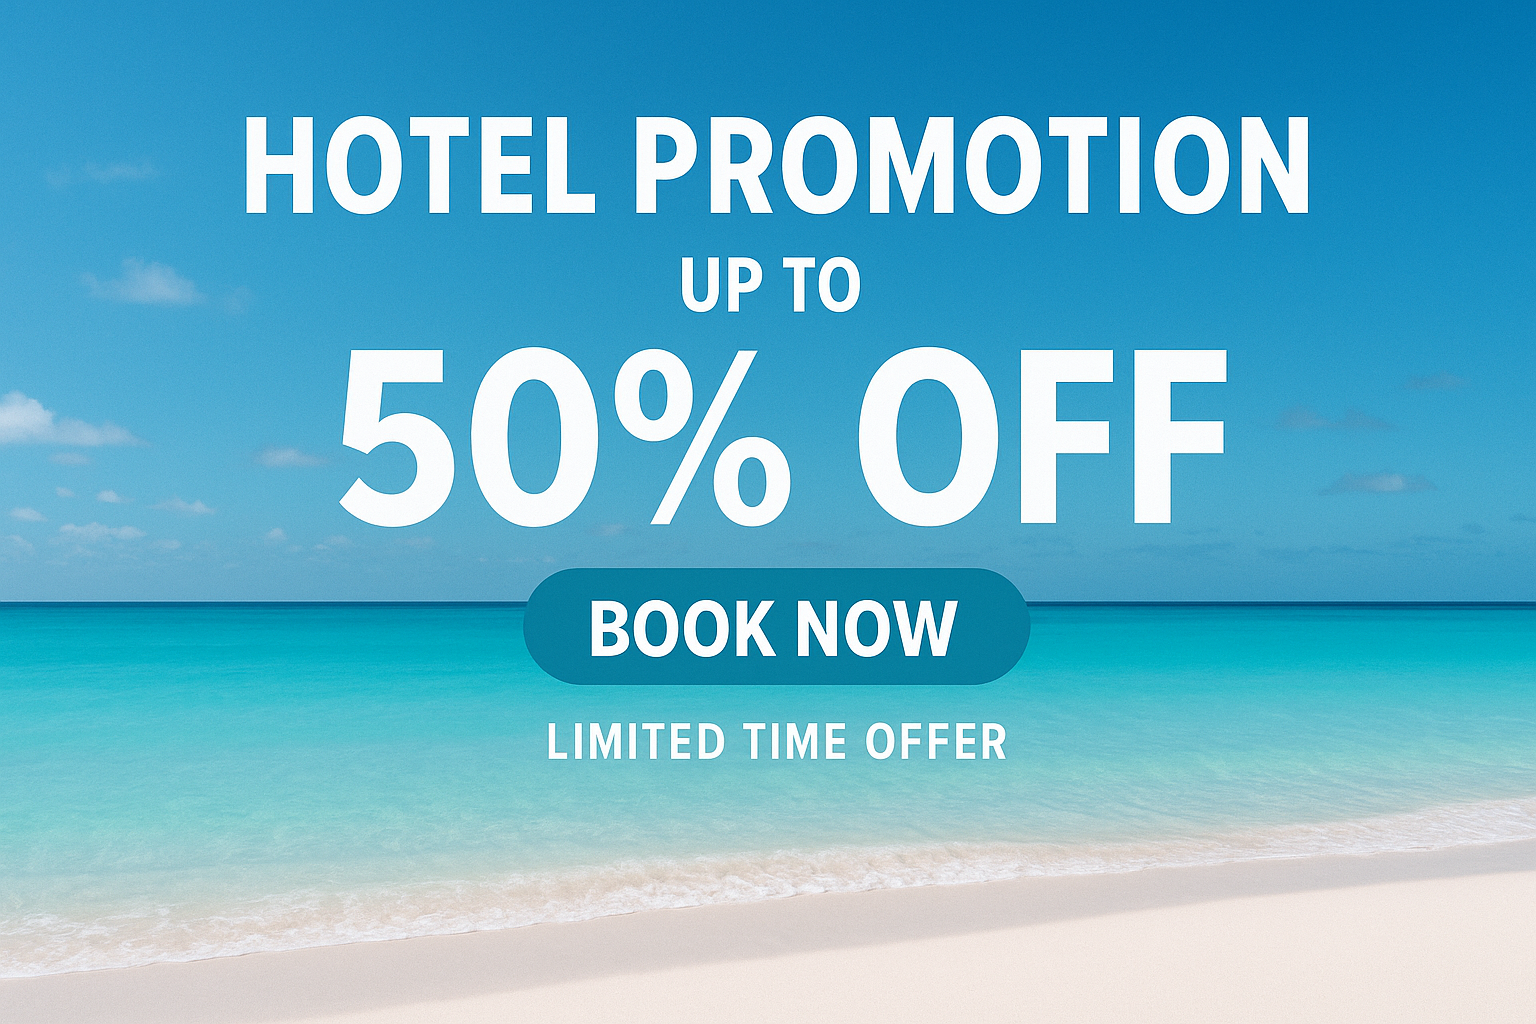 HOTEL PROMOTION
UP TO
50% OFF
BOOK NOW
LIMITED TIME OFFER